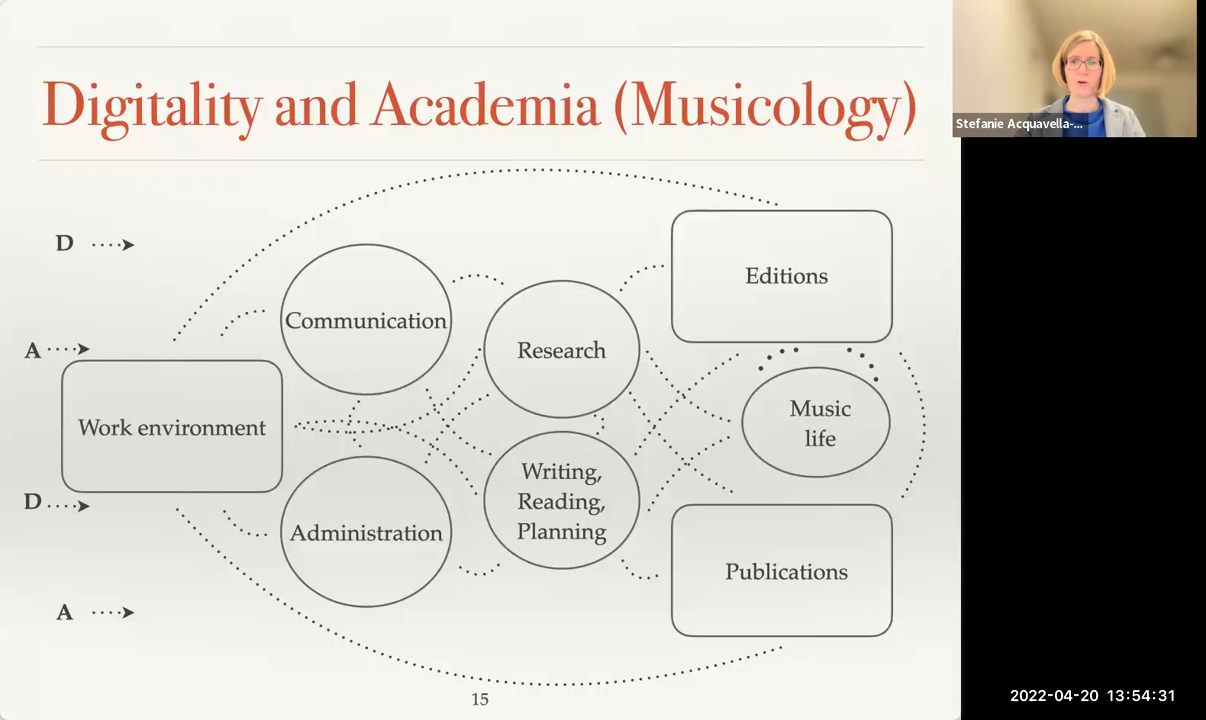 Digitality and Academia (Musicology)
Stefanie Acquavella-...
D
A
D
A
Work environment
Communication
Administration
Research
Writing,
Reading,
Planning
Editions
Music
life
Publications
15
2022-04-20 13:54:31